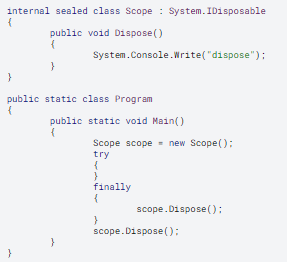 internal sealed class Scope : System.IDisposable
{
        public void Dispose()
        {
                System.Console.Write("dispose");
        }
}

public static class Program
{
        public static void Main()
        {
                Scope scope = new Scope();
                try
                {
                }
                finally
                {
                        scope.Dispose();
                }
                scope.Dispose();
        }
}